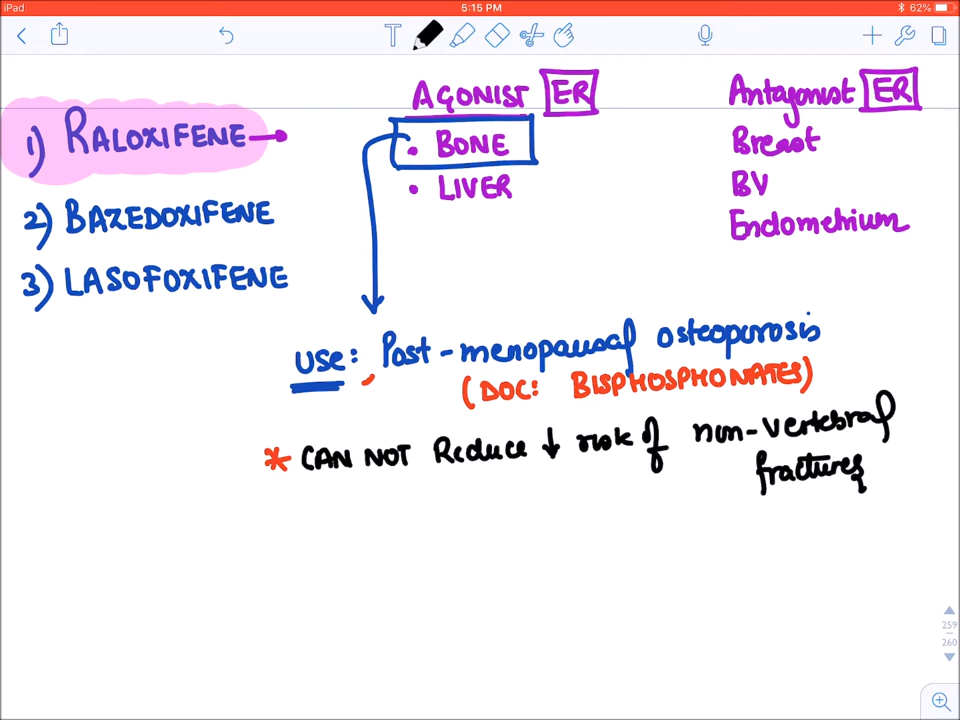 iPad 5:15 PM 62%
T
AGONIST ER
Antagonist ER
1) RALOXIFENE
• BONE
Breast
• LIVER
BV
2) BAZEDOXIFENE
Endometrium
3) LASOFOXIFENE
USE: Post-menopausal osteoporosis
(DOC: BISPHOSPHONATES)
* CAN NOT Reduce ↓ risk of non-vertebral
fractures
259
260